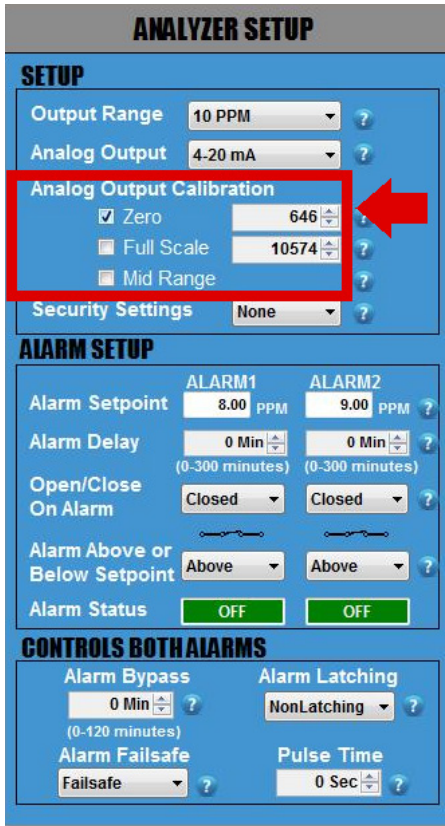 ANALYZER SETUP
SETUP
Output Range 10 PPM ?
Analog Output 4-20 mA ?
Analog Output Calibration
Zero 646 ?
Full Scale 10574
Mid Range ?
Security Settings None ?
ALARM SETUP
ALARM1 ALARM2
Alarm Setpoint 8.00 PPM 9.00 PPM ?
Alarm Delay 0 Min 0 Min ?
(0-300 minutes) (0-300 minutes)
Open/Close
On Alarm Closed Closed ?
Alarm Above or
Below Setpoint Above Above ?
Alarm Status OFF OFF
CONTROLS BOTH ALARMS
Alarm Bypass Alarm Latching
0 Min ? NonLatching ?
(0-120 minutes)
Alarm Failsafe Pulse Time
Failsafe ? 0 Sec ?